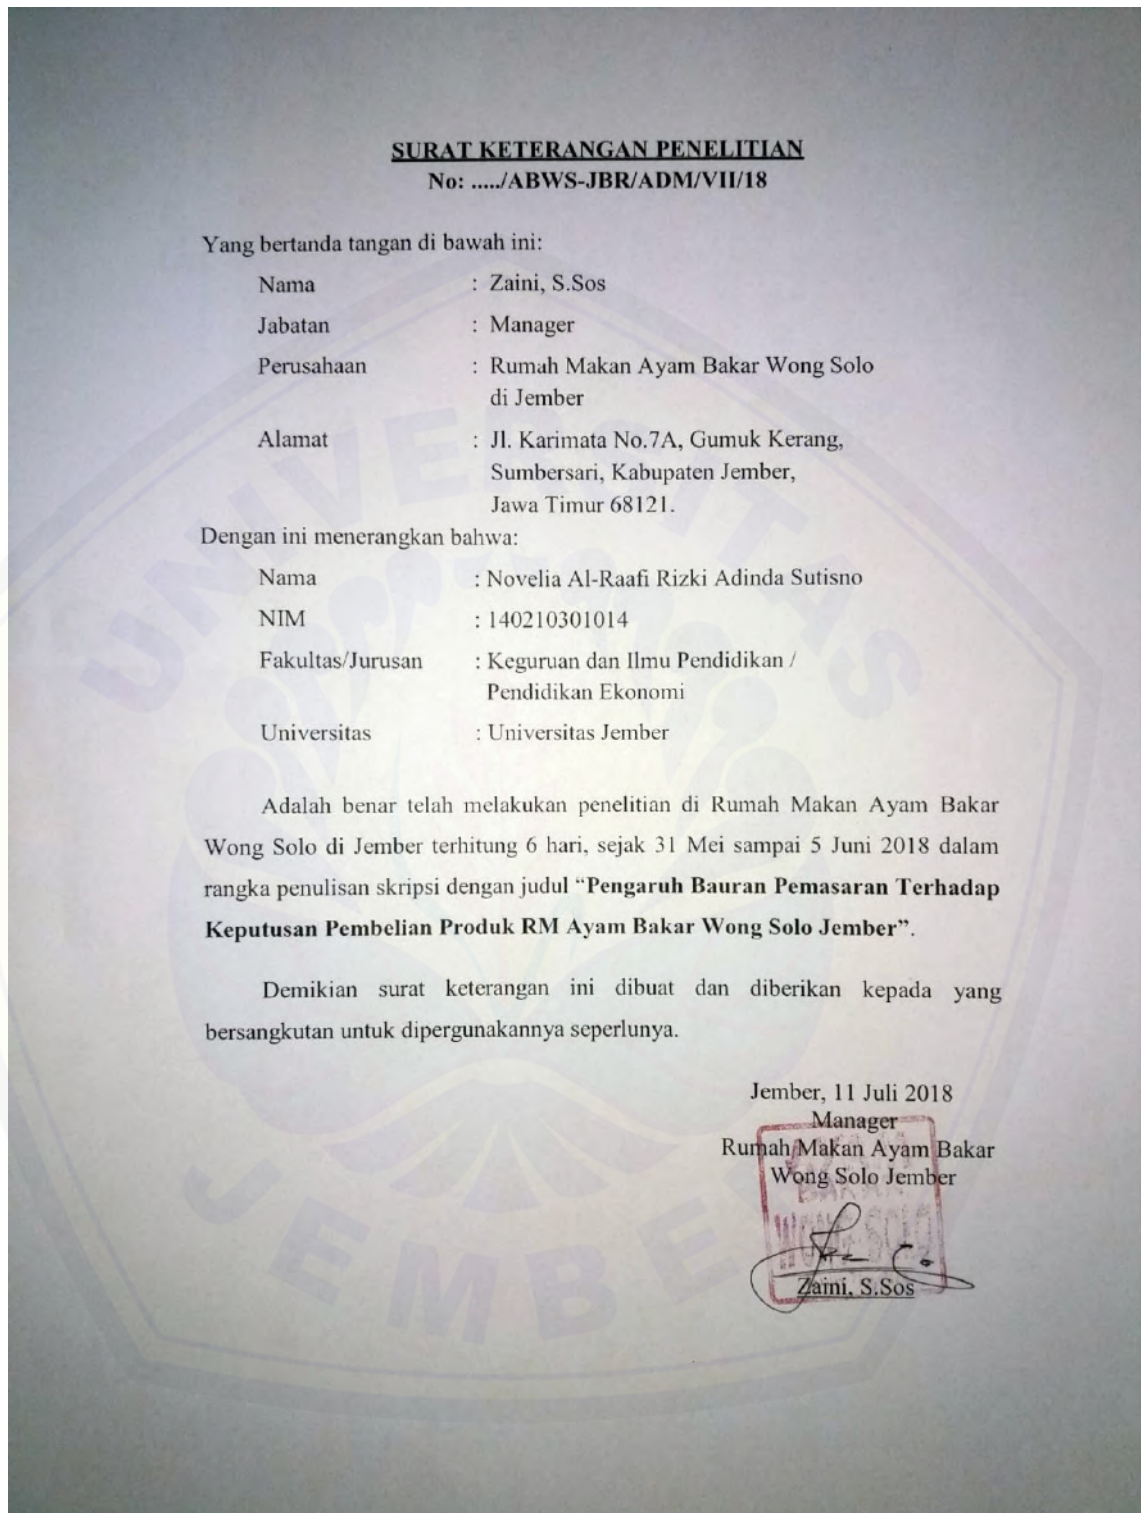 SURAT KETERANGAN PENELITIAN
No: ...../ABWS-JBR/ADM/VII/18
Yang bertanda tangan di bawah ini:
Nama : Zaini, S.Sos
Jabatan : Manager
Perusahaan : Rumah Makan Ayam Bakar Wong Solo
di Jember
Alamat : Jl. Karimata No.7A, Gumuk Kerang,
Sumbersari, Kabupaten Jember,
Jawa Timur 68121.
Dengan ini menerangkan bahwa:
Nama : Novelia Al-Raafi Rizki Adinda Sutisno
NIM : 140210301014
Fakultas/Jurusan : Keguruan dan Ilmu Pendidikan /
Pendidikan Ekonomi
Universitas : Universitas Jember
Adalah benar telah melakukan penelitian di Rumah Makan Ayam Bakar
Wong Solo di Jember terhitung 6 hari, sejak 31 Mei sampai 5 Juni 2018 dalam
rangka penulisan skripsi dengan judul “Pengaruh Bauran Pemasaran Terhadap
Keputusan Pembelian Produk RM Ayam Bakar Wong Solo Jember”.
Demikian surat keterangan ini dibuat dan diberikan kepada yang
bersangkutan untuk dipergunakannya seperlunya.
Jember, 11 Juli 2018
Manager
Rumah Makan Ayam Bakar
Wong Solo Jember
BAKAR
WONG SOLO
Zaini, S.Sos
UNIVERSITAS
JEMBER